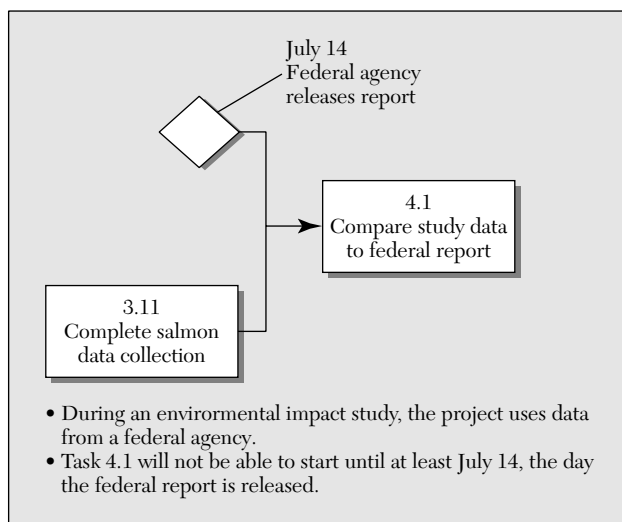 July 14
Federal agency
releases report
4.1
Compare study data
to federal report
3.11
Complete salmon
data collection
• During an envirormental impact study, the project uses data
from a federal agency.
• Task 4.1 will not be able to start until at least July 14, the day
the federal report is released.